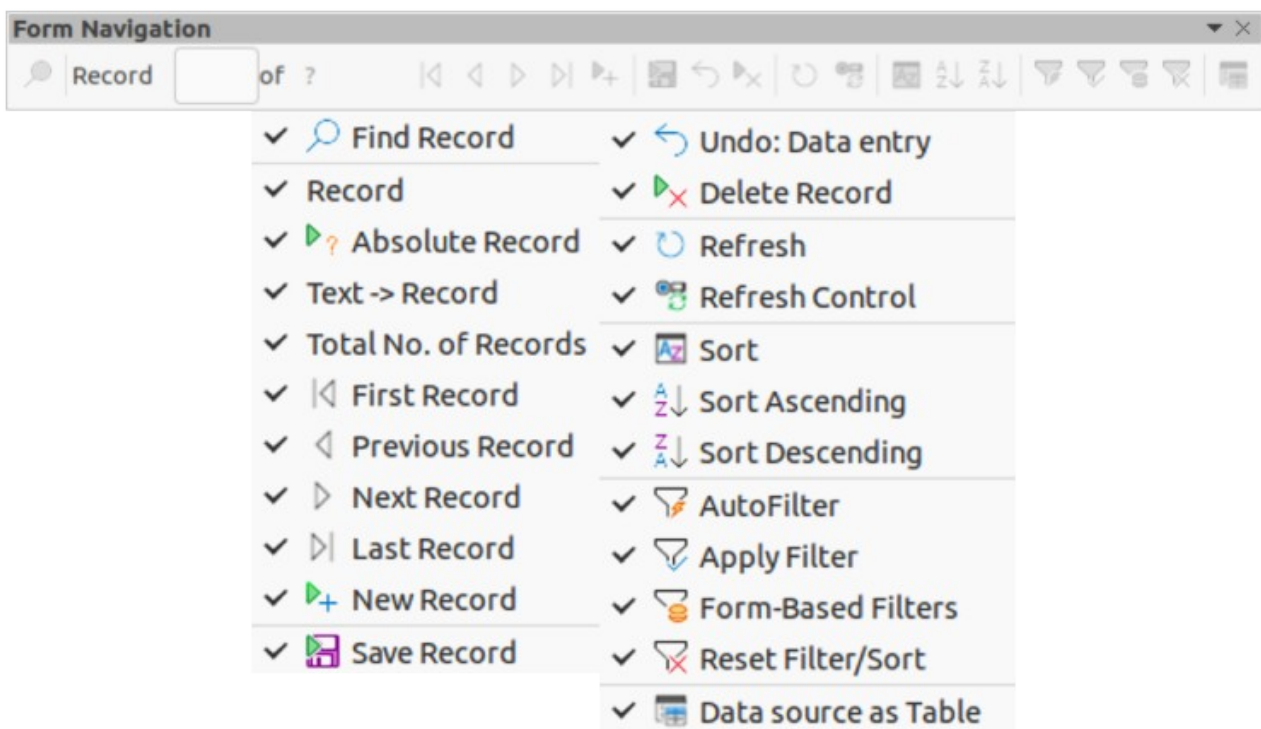 Form Navigation
Record of ?
Find Record
Record
Absolute Record
Text -> Record
Total No. of Records
First Record
Previous Record
Next Record
Last Record
New Record
Save Record
Undo: Data entry
Delete Record
Refresh
Refresh Control
Sort
Sort Ascending
Sort Descending
AutoFilter
Apply Filter
Form-Based Filters
Reset Filter/Sort
Data source as Table